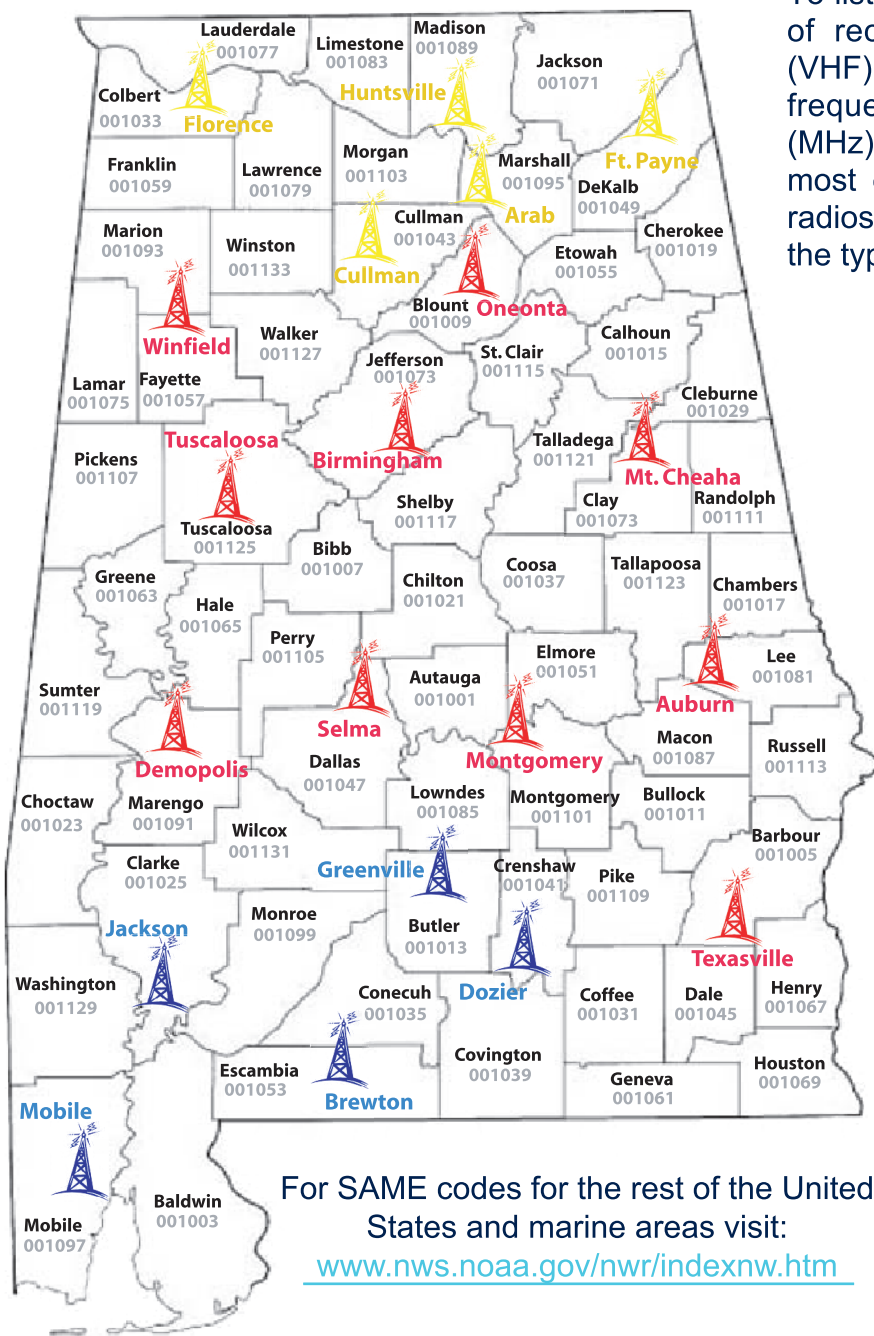 To list
of rec
(VHF)
freque
(MHz)
most
radios
the typ
Lauderdale
001077
Limestone
001083
Madison
001089
Jackson
001071
Colbert
001033
Florence
Huntsville
Ft. Payne
Franklin
001059
Lawrence
001079
Morgan
001103
Marshall
001095
Arab
DeKalb
001049
Marion
001093
Winston
001133
Cullman
001043
Cullman
Etowah
001055
Cherokee
001019
Blount
001009
Oneonta
Winfield
Walker
001127
Jefferson
001073
St. Clair
001115
Calhoun
001015
Lamar
001075
Fayette
001057
Cleburne
001029
Pickens
001107
Tuscaloosa
Birmingham
Talladega
001121
Mt. Cheaha
Tuscaloosa
001125
Shelby
001117
Clay
001073
Randolph
001111
Greene
001063
Bibb
001007
Chilton
001021
Coosa
001037
Tallapoosa
001123
Chambers
001017
Hale
001065
Perry
001105
Sumter
001119
Autauga
001001
Elmore
001051
Lee
001081
Selma
Auburn
Demopolis
Dallas
001047
Montgomery
Macon
001087
Russell
001113
Choctaw
001023
Marengo
001091
Lowndes
001085
Montgomery
001101
Bullock
001011
Wilcox
001131
Barbour
001005
Clarke
001025
Greenville
Crenshaw
001041
Pike
001109
Jackson
Monroe
001099
Butler
001013
Texasville
Washington
001129
Conecuh
001035
Dozier
Coffee
001031
Dale
001045
Henry
001067
Escambia
001053
Brewton
Covington
001039
Geneva
001061
Houston
001069
Mobile
Mobile
001097
Baldwin
001003
For SAME codes for the rest of the United
States and marine areas visit:
www.nws.noaa.gov/nwr/indexnw.htm